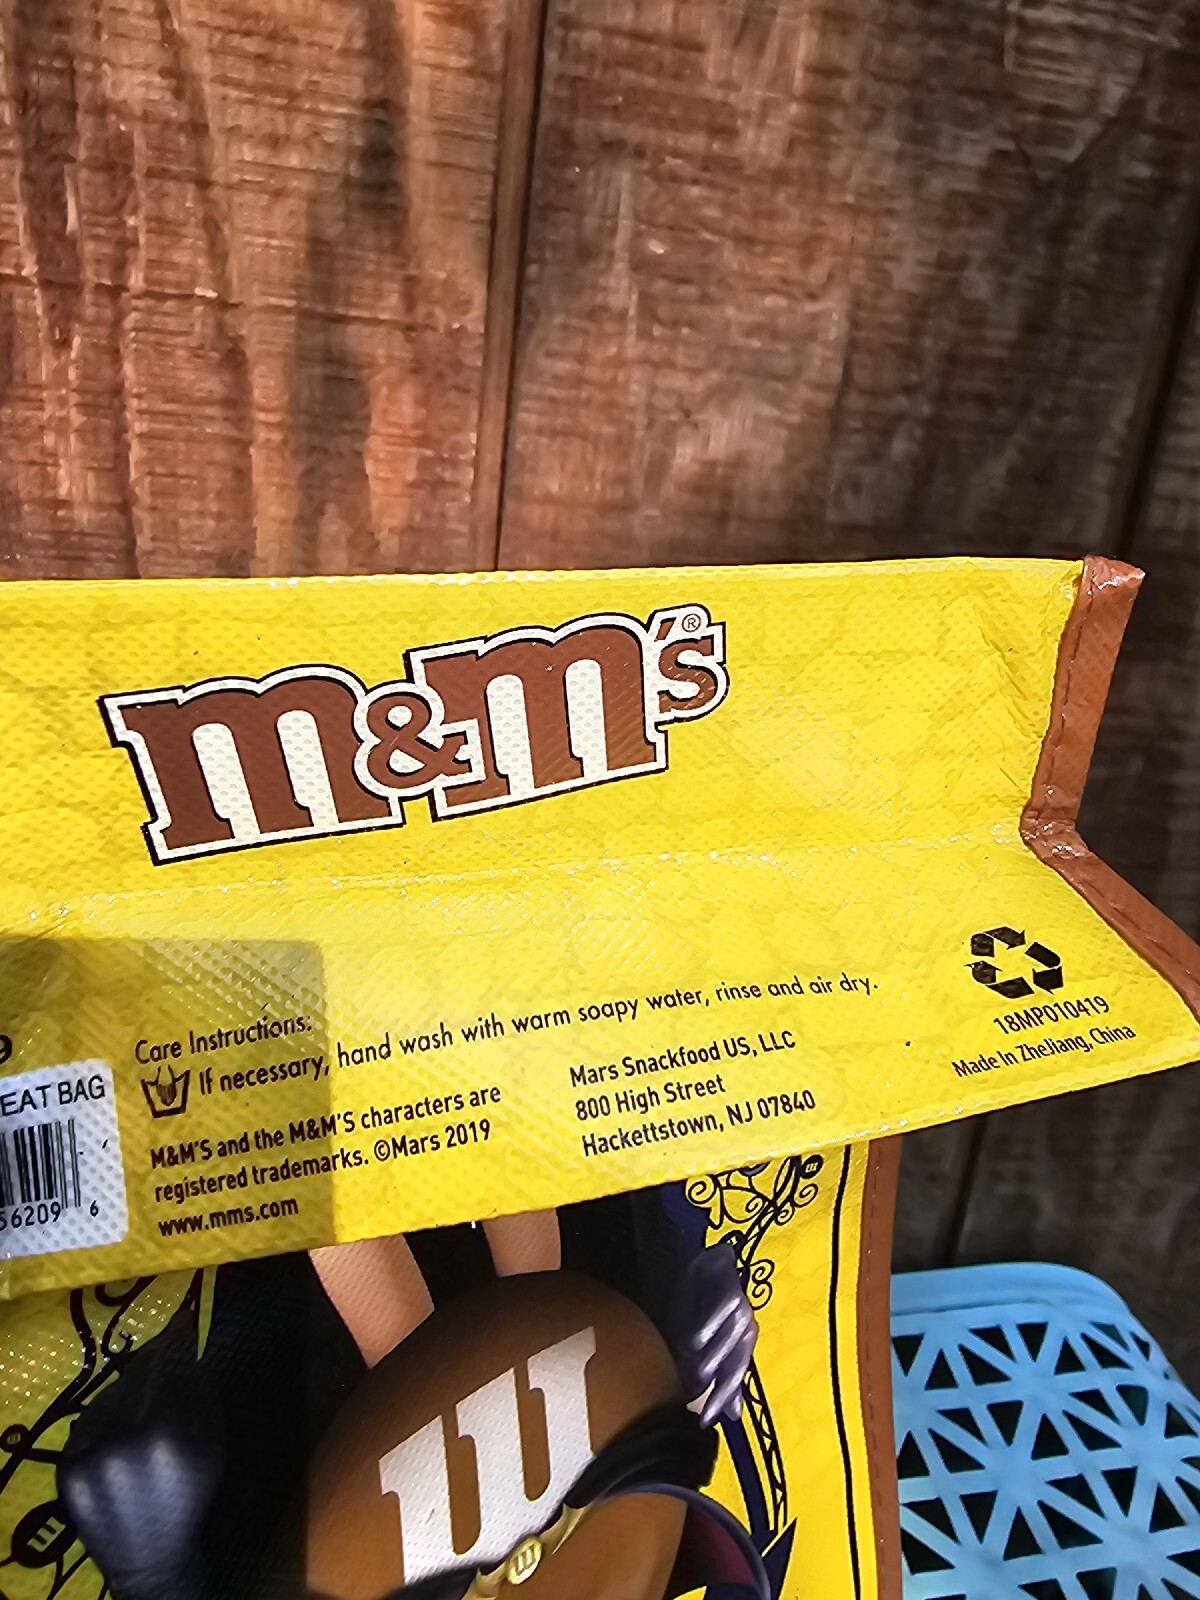 m&m's®
Care Instructions:
If necessary, hand wash with warm soapy water, rinse and air dry.
M&M'S and the M&M'S characters are
registered trademarks. ©Mars 2019
www.mms.com
Mars Snackfood US, LLC
800 High Street
Hackettstown, NJ 07840
18MP010419
Made In ZheJiang, China
9
EAT BAG
56209 6
m